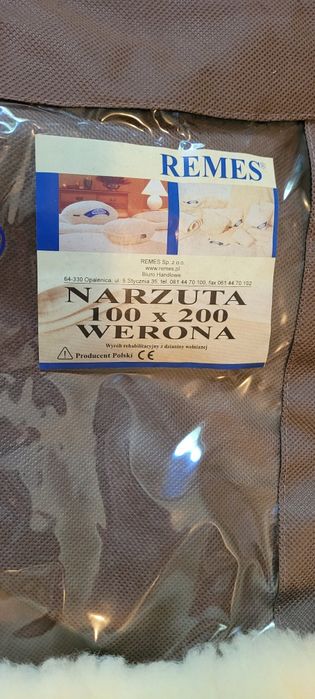 REMES®
REMES Sp. z o.o.
www.remes.pl
Biuro Handlowe
64-330 Opalenica, ul. 5 Stycznia 35, tel. 061 44 70 100, fax 061 44 70 102
NARZUTA
100 x 200
WERONA
Wyrób rehabilitacyjny z dzianiny wełnianej
Producent Polski CE